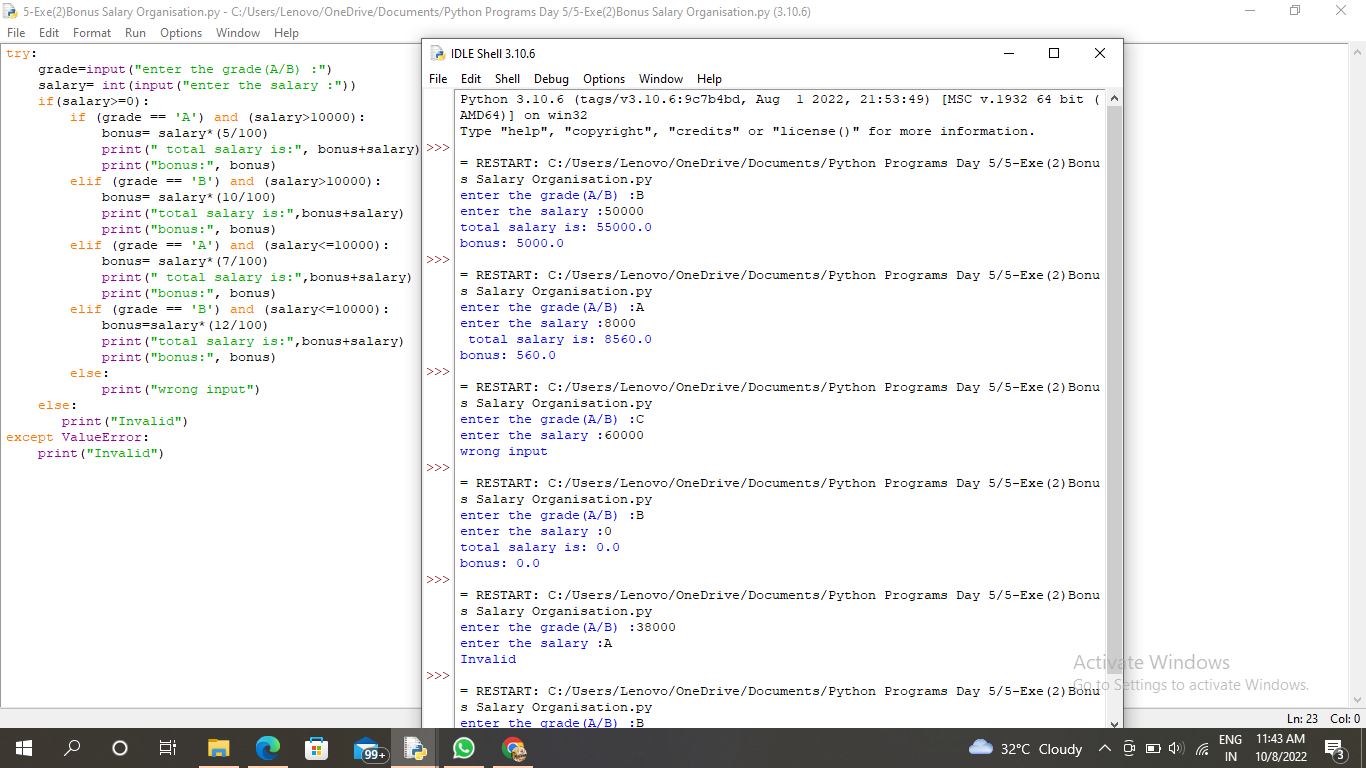 5-Exe(2)Bonus Salary Organisation.py - C:/Users/Lenovo/OneDrive/Documents/Python Programs Day 5/5-Exe(2)Bonus Salary Organisation.py (3.10.6)
File Edit Format Run Options Window Help
try:
    grade=input("enter the grade(A/B) :")
    salary= int(input("enter the salary :"))
    if(salary>=0):
        if (grade == 'A') and (salary>10000):
            bonus= salary*(5/100)
            print(" total salary is:", bonus+salary)
            print("bonus:", bonus)
        elif (grade == 'B') and (salary>10000):
            bonus= salary*(10/100)
            print("total salary is:",bonus+salary)
            print("bonus:", bonus)
        elif (grade == 'A') and (salary<=10000):
            bonus= salary*(7/100)
            print(" total salary is:",bonus+salary)
            print("bonus:", bonus)
        elif (grade == 'B') and (salary<=10000):
            bonus=salary*(12/100)
            print("total salary is:",bonus+salary)
            print("bonus:", bonus)
        else:
            print("wrong input")
    else:
       print("Invalid")
except ValueError:
    print("Invalid")
IDLE Shell 3.10.6
File Edit Shell Debug Options Window Help
Python 3.10.6 (tags/v3.10.6:9c7b4bd, Aug  1 2022, 21:53:49) [MSC v.1932 64 bit (
AMD64)] on win32
Type "help", "copyright", "credits" or "license()" for more information.
>>>
= RESTART: C:/Users/Lenovo/OneDrive/Documents/Python Programs Day 5/5-Exe(2)Bonu
s Salary Organisation.py
enter the grade(A/B) :B
enter the salary :50000
total salary is: 55000.0
bonus: 5000.0
>>>
= RESTART: C:/Users/Lenovo/OneDrive/Documents/Python Programs Day 5/5-Exe(2)Bonu
s Salary Organisation.py
enter the grade(A/B) :A
enter the salary :8000
 total salary is: 8560.0
bonus: 560.0
>>>
= RESTART: C:/Users/Lenovo/OneDrive/Documents/Python Programs Day 5/5-Exe(2)Bonu
s Salary Organisation.py
enter the grade(A/B) :C
enter the salary :60000
wrong input
>>>
= RESTART: C:/Users/Lenovo/OneDrive/Documents/Python Programs Day 5/5-Exe(2)Bonu
s Salary Organisation.py
enter the grade(A/B) :B
enter the salary :0
total salary is: 0.0
bonus: 0.0
>>>
= RESTART: C:/Users/Lenovo/OneDrive/Documents/Python Programs Day 5/5-Exe(2)Bonu
s Salary Organisation.py
enter the grade(A/B) :38000
enter the salary :A
Invalid
>>>
= RESTART: C:/Users/Lenovo/OneDrive/Documents/Python Programs Day 5/5-Exe(2)Bonu
s Salary Organisation.py
enter the grade(A/B) :B
Activate Windows
Go to Settings to activate Windows.
Ln: 23 Col: 0
99+
32°C Cloudy
ENG
IN
11:43 AM
10/8/2022
3